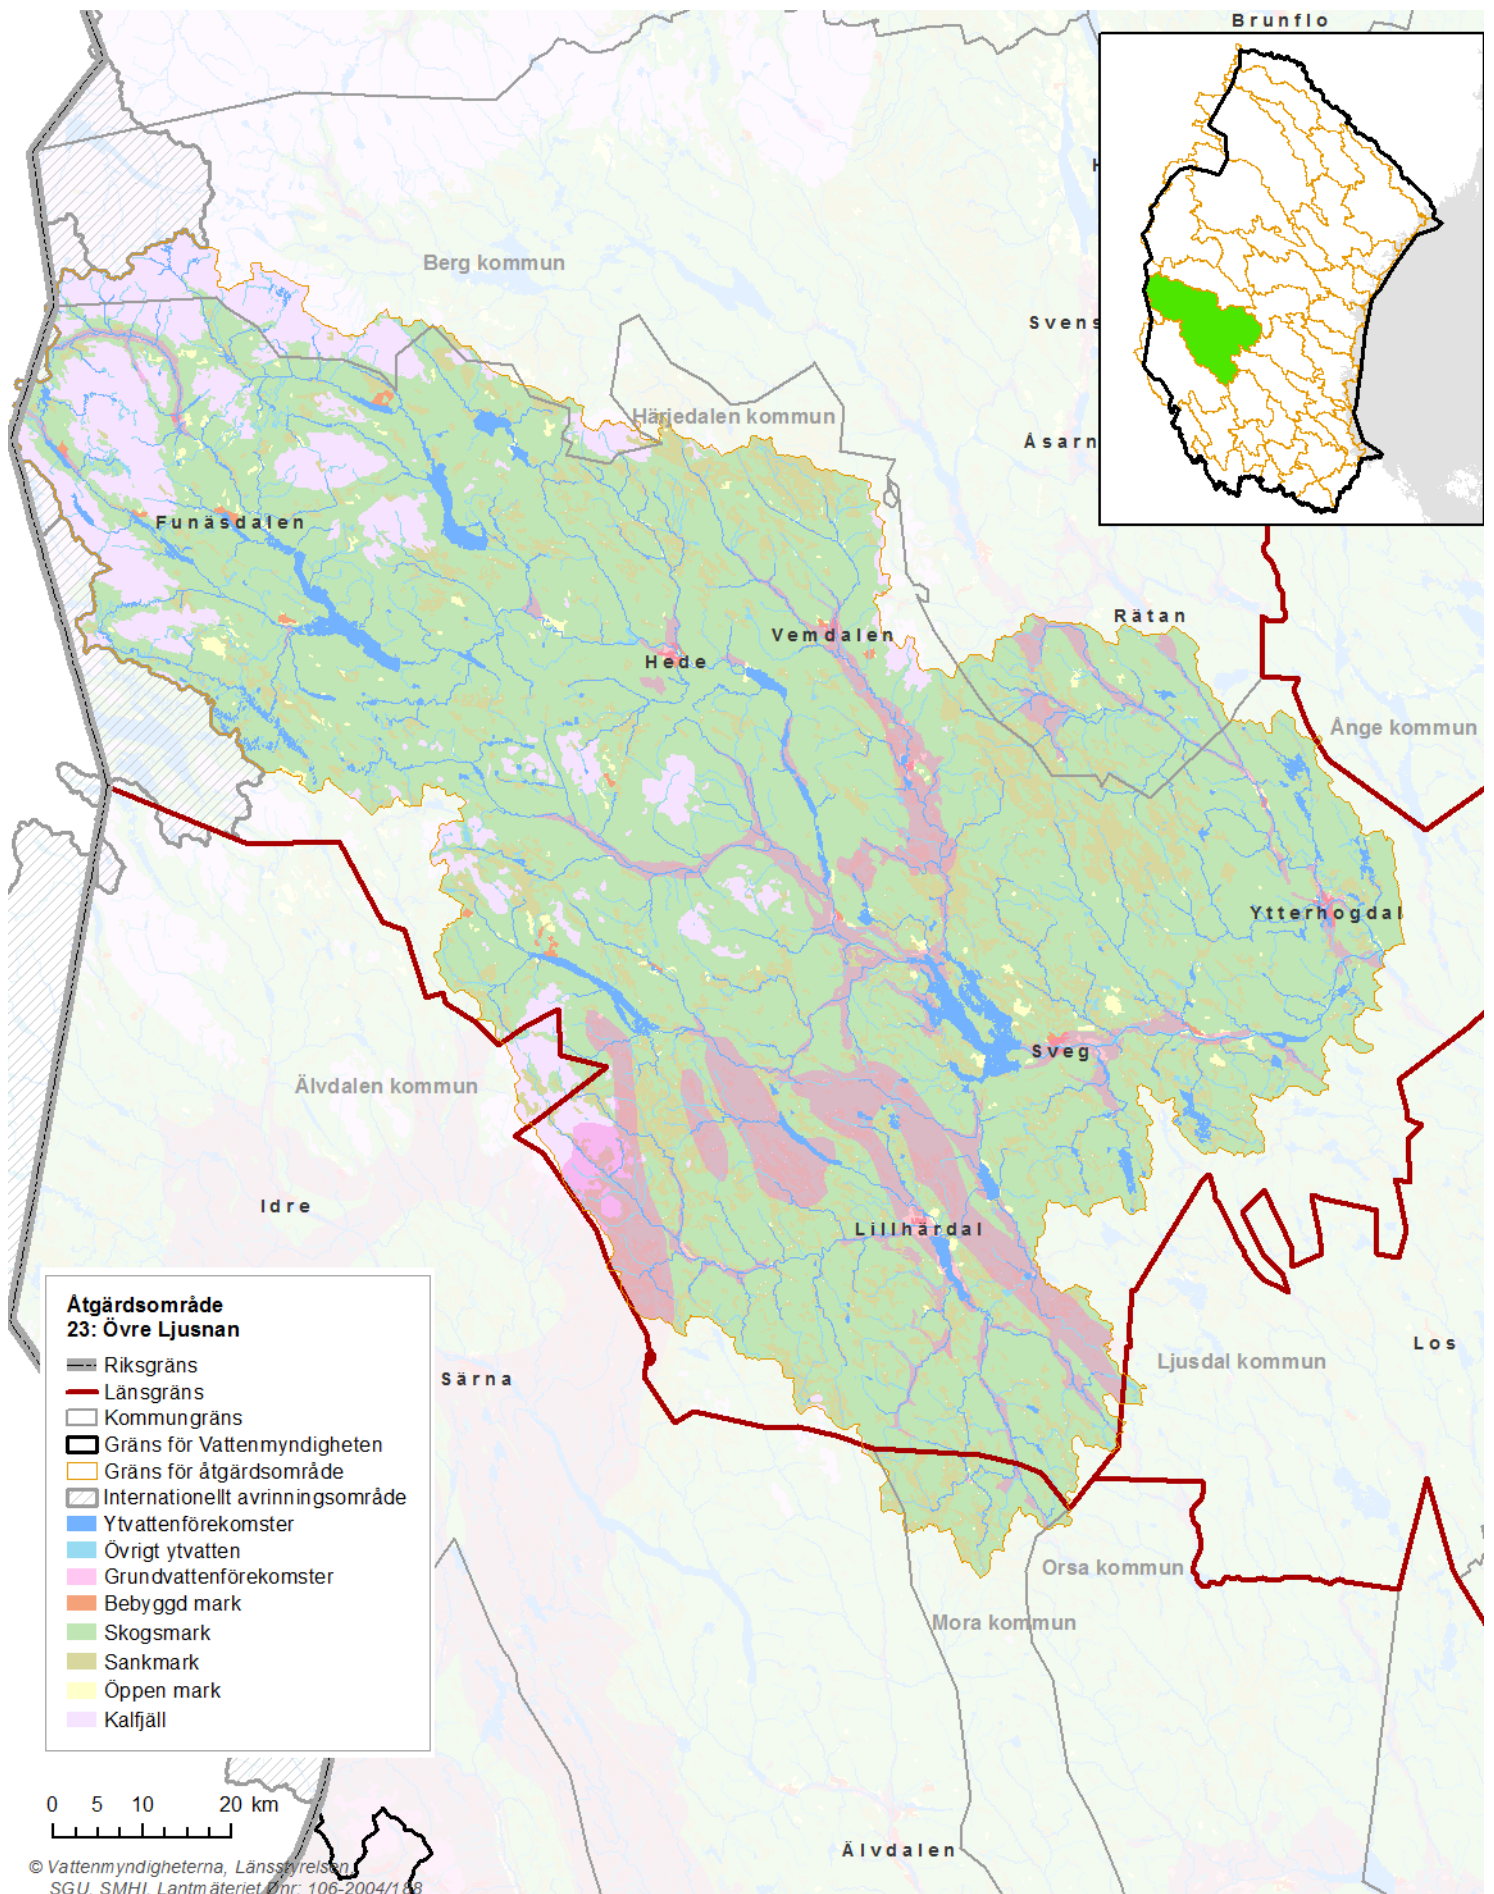 Brunflo
Berg kommun
Svens
Härjedalen kommun
Åsarn
Funäsdalen
Rätan
Vemdalen
Hede
Ånge kommun
Ytterhogdal
Sveg
Älvdalen kommun
Idre
Lillhärdal
Los
Ljusdal kommun
Särna
Orsa kommun
Mora kommun
Älvdalen
Åtgärdsområde
23: Övre Ljusnan
Riksgräns
Länsgräns
Kommungräns
Gräns för Vattenmyndigheten
Gräns för åtgärdsområde
Internationellt avrinningsområde
Ytvattenförekomster
Övrigt ytvatten
Grundvattenförekomster
Bebyggd mark
Skogsmark
Sankmark
Öppen mark
Kalfjäll
0 5 10 20 km
© Vattenmyndigheterna, Länsstyrelsen,
SGU, SMHI, Lantmäteriet Dnr: 106-2004/188